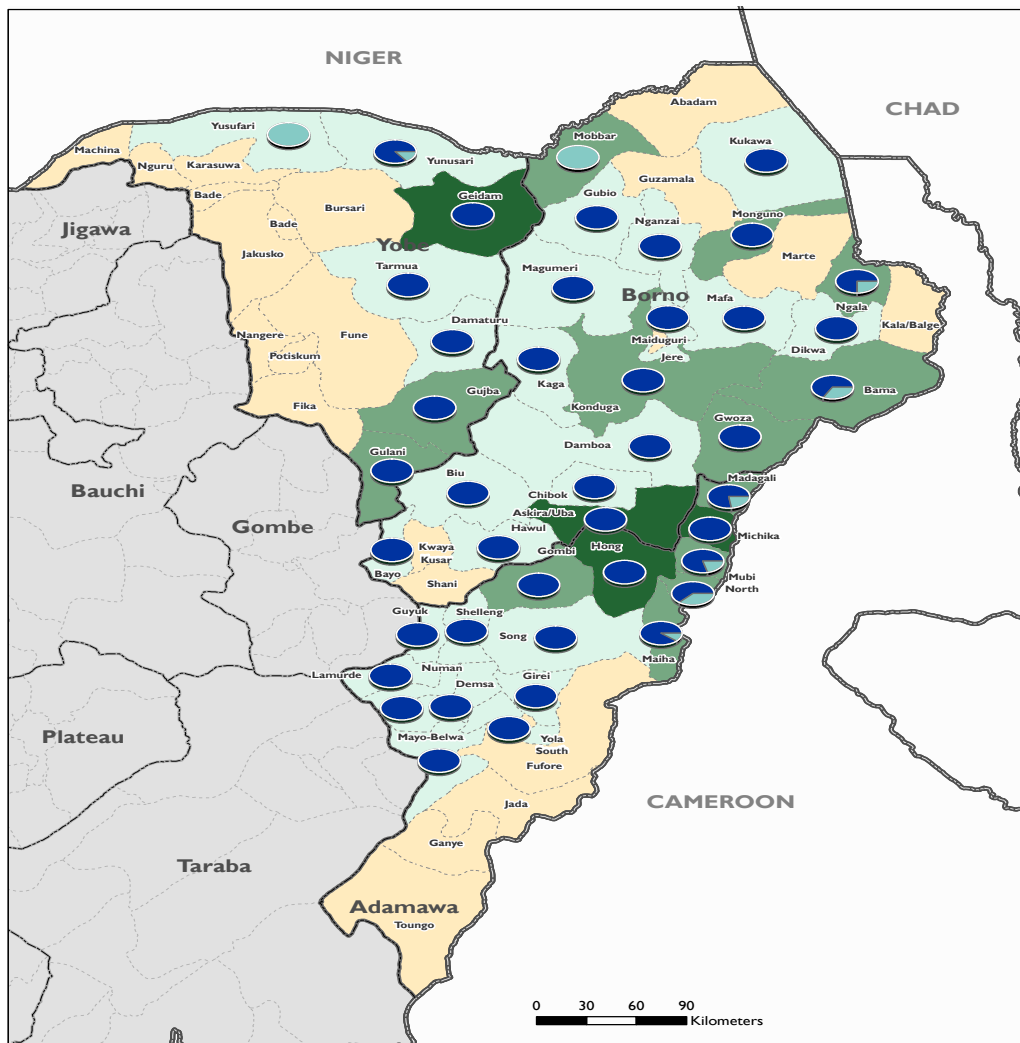 NIGER
CHAD
Abadam
Yusufari
Mobbar
Kukawa
Machina
Nguru
Karasuwa
Yunusari
Guzamala
Bade
Geidam
Gubio
Bursari
Nganzai
Monguno
Jigawa
Bade
Yobe
Jakusko
Marte
Tarmua
Magumeri
Borno
Mafa
Ngala
Kala/Balge
Damaturu
Nangere
Fune
Maiduguri
Jere
Dikwa
Potiskum
Kaga
Gujba
Bama
Fika
Konduga
Gwoza
Damboa
Gulani
Biu
Madagali
Bauchi
Chibok
Gombe
Askira/Uba
Hawul
Michika
Kwaya
Kusar
Gombi
Hong
Bayo
Shani
Mubi
North
Guyuk
Shelleng
Song
Maiha
Lamurde
Numan
Demsa
Girei
Plateau
Mayo-Belwa
Yola
South
Fufore
CAMEROON
Jada
Ganye
Taraba
Adamawa
Toungo
0 30 60 90
Kilometers